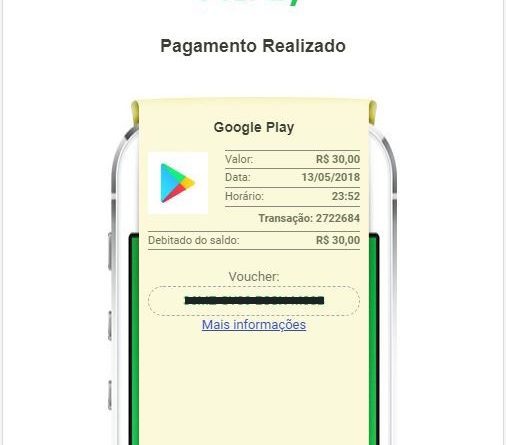 Pagamento Realizado
Google Play
Valor: R$ 30,00
Data: 13/05/2018
Horário: 23:52
Transação: 2722684
Debitado do saldo: R$ 30,00
Voucher:
Mais informações